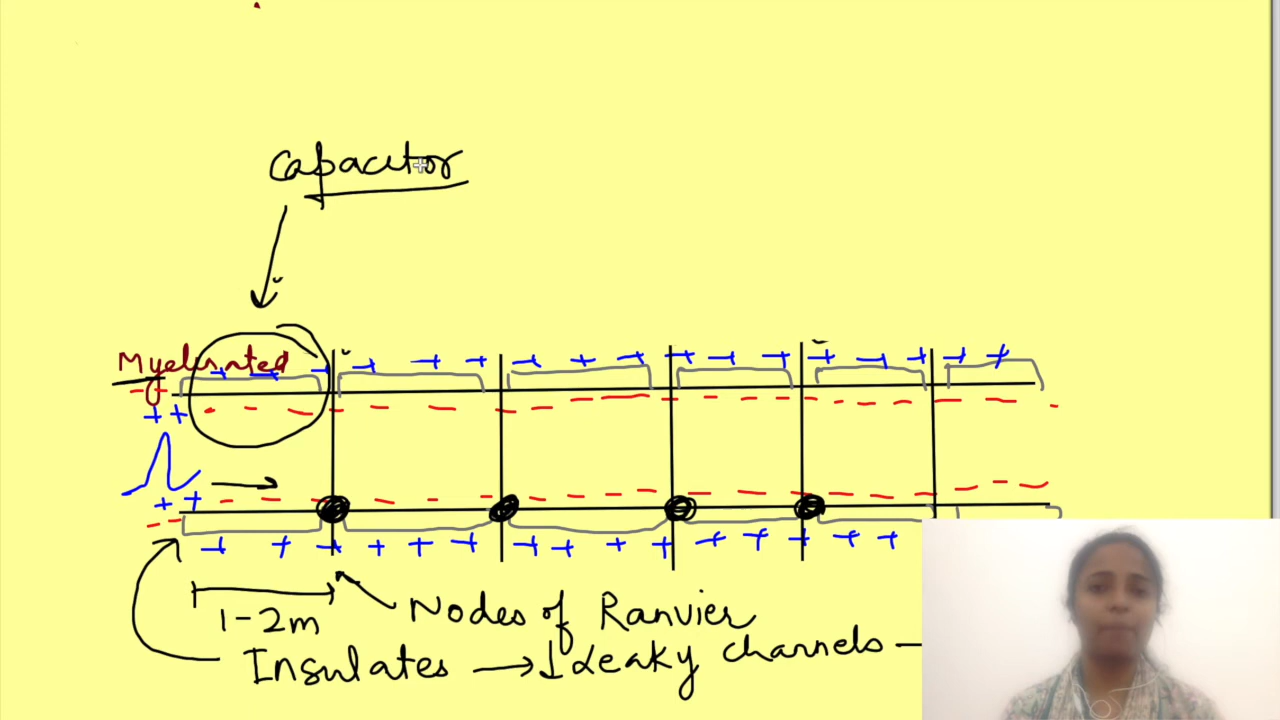 capacitor
Myelinated
1-2m
Nodes of Ranvier
Insulates → ↓ Leaky channels –